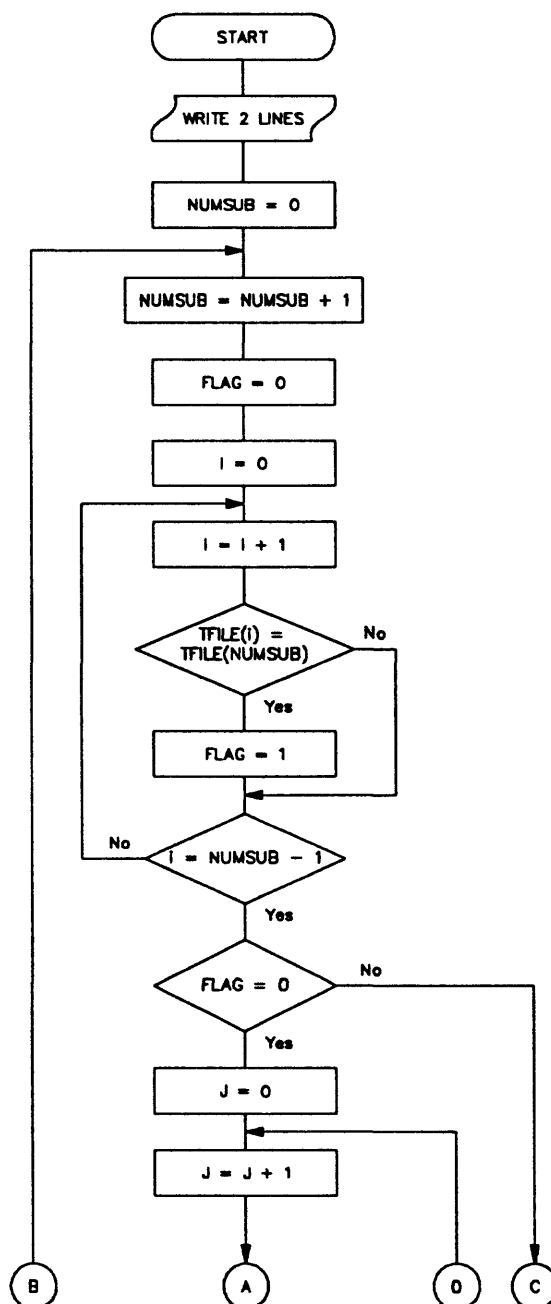 START
WRITE 2 LINES
NUMSUB = 0
NUMSUB = NUMSUB + 1
FLAG = 0
i = 0
i = i + 1
TFILE(i) =
TFILE(NUMSUB)
No
Yes
FLAG = 1
No
i = NUMSUB - 1
Yes
FLAG = 0
No
Yes
J = 0
J = J + 1
B
A
O
C